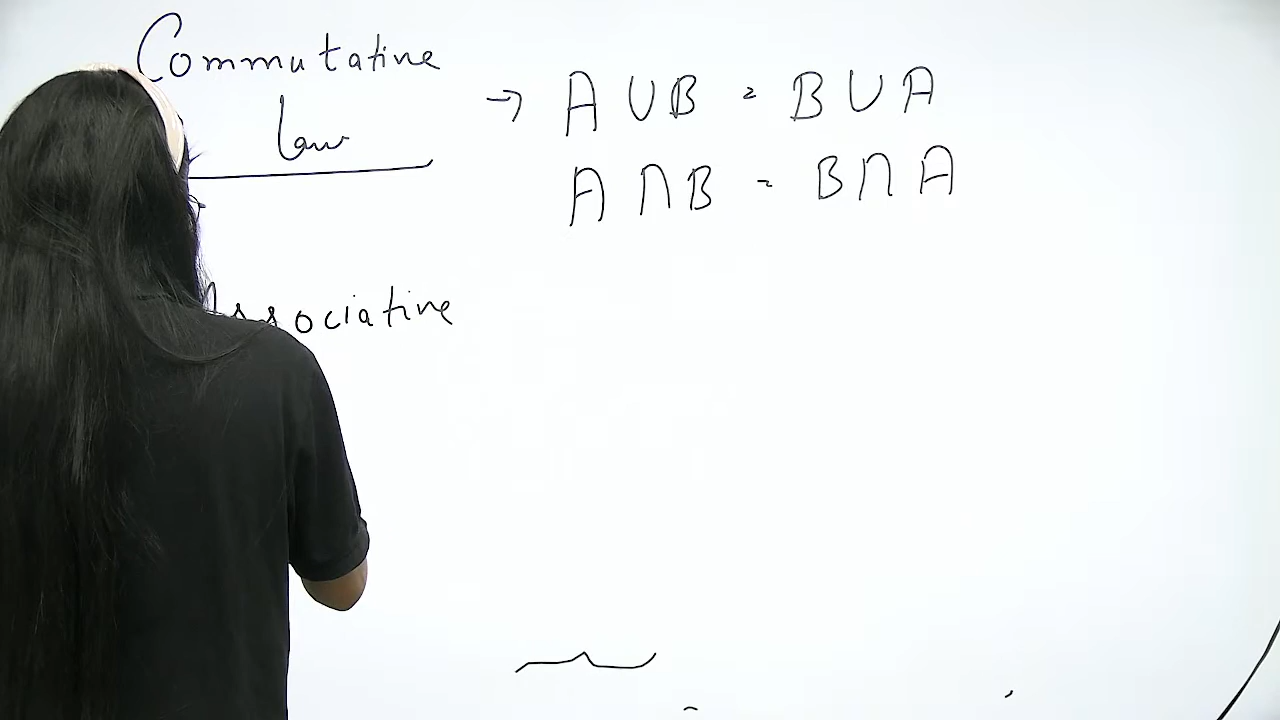 Commutative
law
→ A ∪ B = B ∪ A
A ∩ B = B ∩ A
Associative